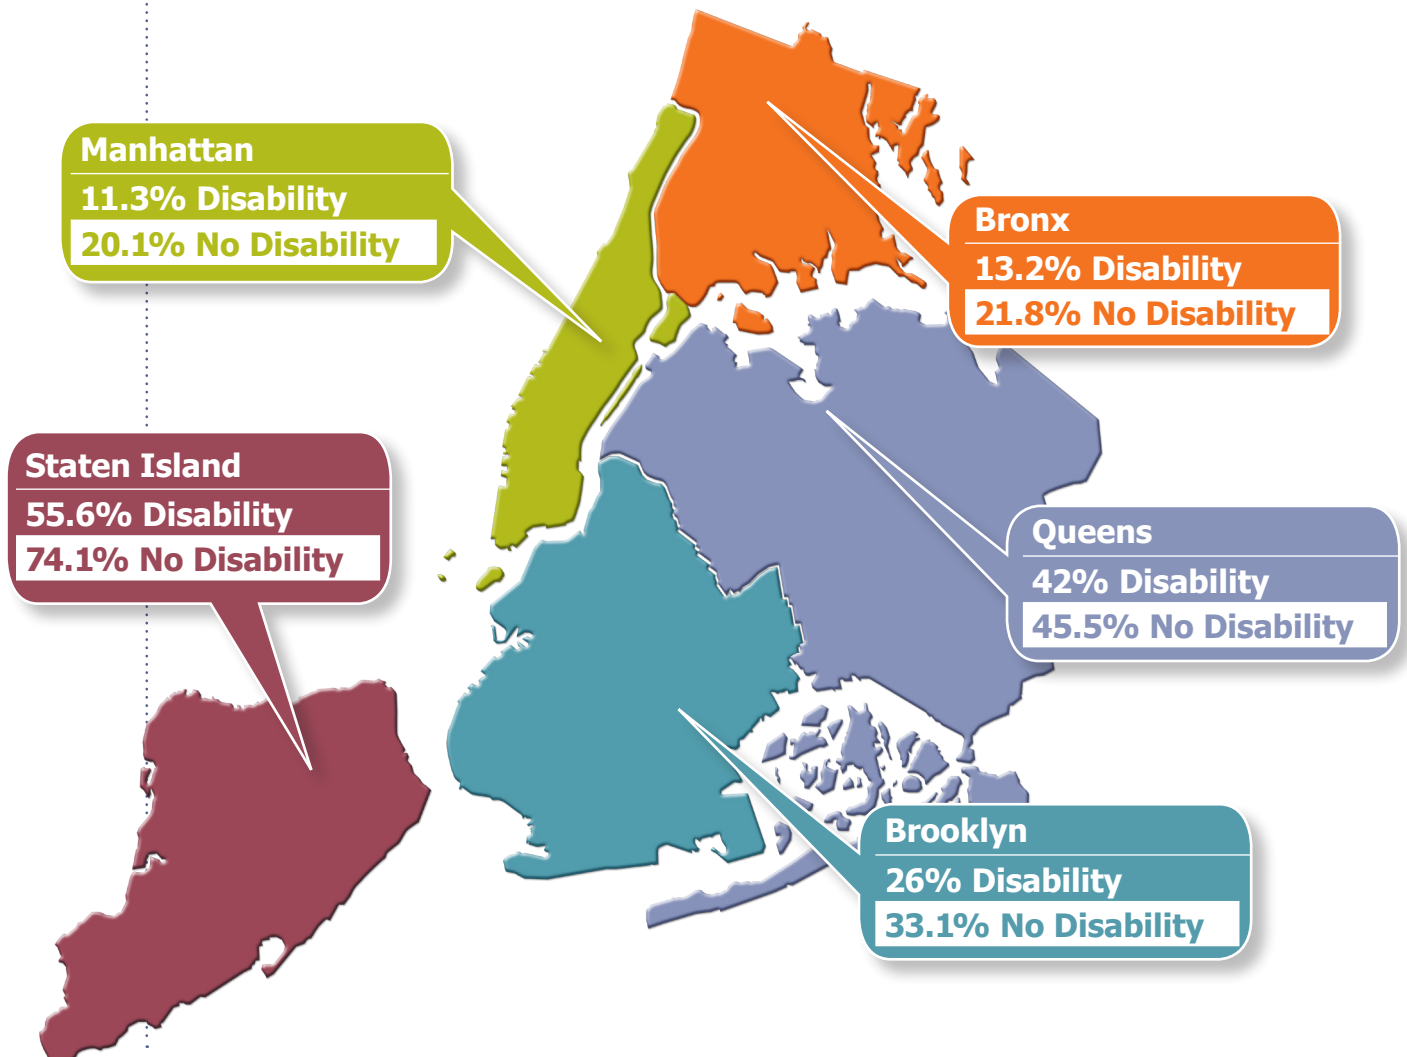 Manhattan
11.3% Disability
20.1% No Disability
Bronx
13.2% Disability
21.8% No Disability
Staten Island
55.6% Disability
74.1% No Disability
Queens
42% Disability
45.5% No Disability
Brooklyn
26% Disability
33.1% No Disability